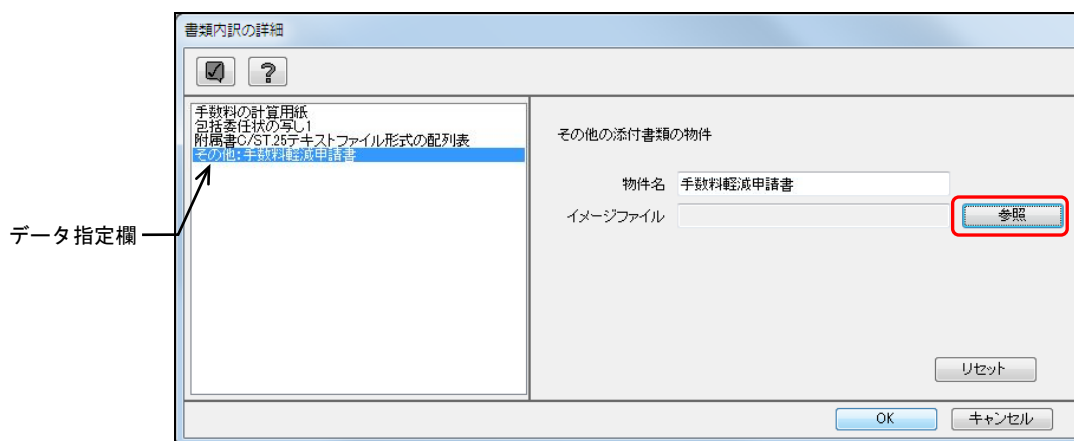 書類内訳の詳細
?
手数料の計算用紙
包括委任状の写し1
附属書C/ST.25テキストファイル形式の配列表
その他:手数料軽減申請書
その他の添付書類の物件
物件名 手数料軽減申請書
イメージファイル 参照
データ指定欄
リセット
OK キャンセル